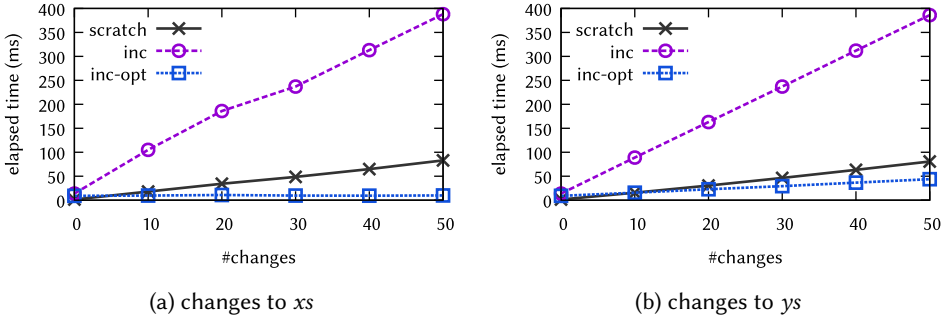 elapsed time (ms)
400
350
300
250
200
150
100
50
0
scratch
inc
inc-opt
0 10 20 30 40 50
#changes
(a) changes to xs
elapsed time (ms)
400
350
300
250
200
150
100
50
0
scratch
inc
inc-opt
0 10 20 30 40 50
#changes
(b) changes to ys